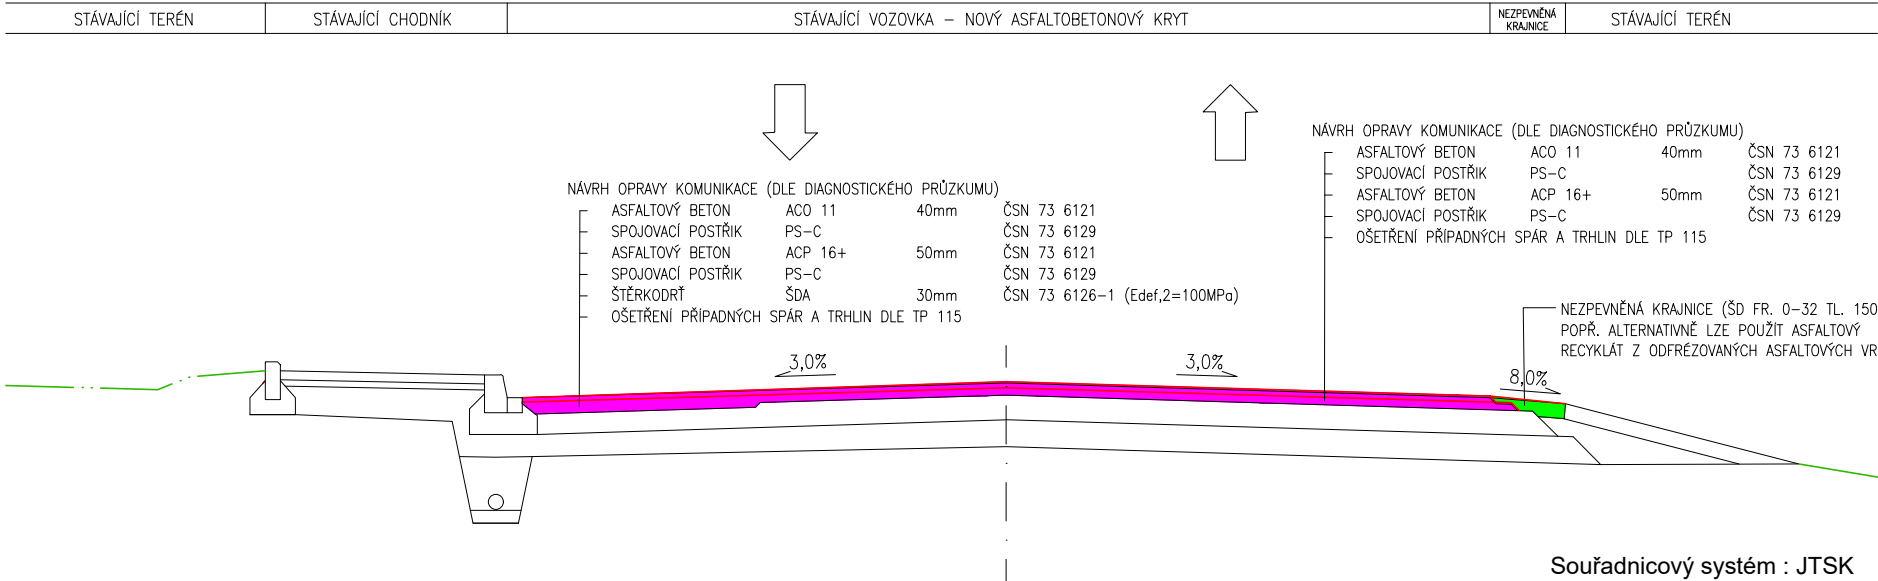 STÁVAJÍCÍ TERÉN
STÁVAJÍCÍ CHODNÍK
STÁVAJÍCÍ VOZOVKA – NOVÝ ASFALTOBETONOVÝ KRYT
NEZPEVNĚNÁ
KRAJNICE
STÁVAJÍCÍ TERÉN
NÁVRH OPRAVY KOMUNIKACE (DLE DIAGNOSTICKÉHO PRŮZKUMU)
ASFALTOVÝ BETON ACO 11 40mm ČSN 73 6121
SPOJOVACÍ POSTŘIK PS–C ČSN 73 6129
ASFALTOVÝ BETON ACP 16+ 50mm ČSN 73 6121
SPOJOVACÍ POSTŘIK PS–C ČSN 73 6129
ŠTĚRKODRŤ ŠDA 30mm ČSN 73 6126–1 (Edef,2=100MPa)
OŠETŘENÍ PŘÍPADNÝCH SPÁR A TRHLIN DLE TP 115
NÁVRH OPRAVY KOMUNIKACE (DLE DIAGNOSTICKÉHO PRŮZKUMU)
ASFALTOVÝ BETON ACO 11 40mm ČSN 73 6121
SPOJOVACÍ POSTŘIK PS–C ČSN 73 6129
ASFALTOVÝ BETON ACP 16+ 50mm ČSN 73 6121
SPOJOVACÍ POSTŘIK PS–C ČSN 73 6129
OŠETŘENÍ PŘÍPADNÝCH SPÁR A TRHLIN DLE TP 115
NEZPEVNĚNÁ KRAJNICE (ŠD FR. 0–32 TL. 150
POPŘ. ALTERNATIVNĚ LZE POUŽÍT ASFALTOVÝ
RECYKLÁT Z ODFRÉZOVANÝCH ASFALTOVÝCH VR
3,0%
3,0%
8,0%
Souřadnicový systém : JTSK